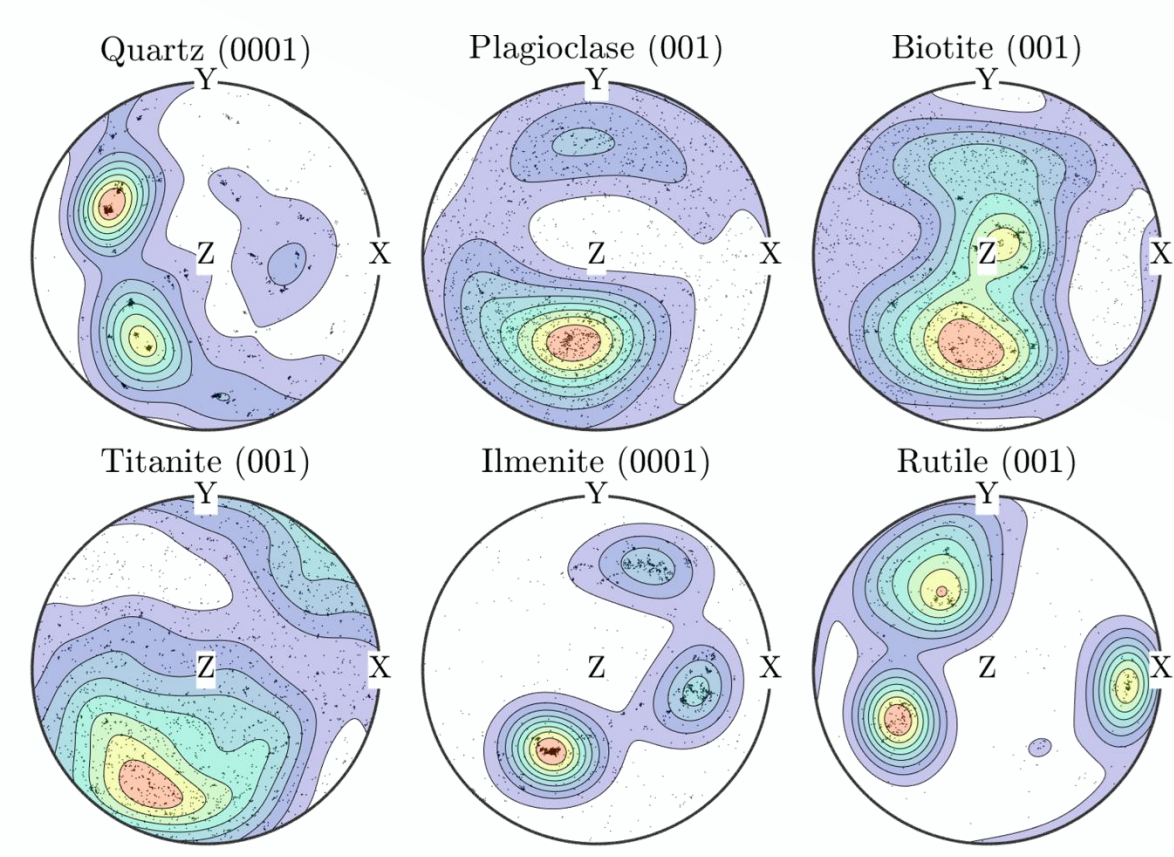 Quartz (0001) Plagioclase (001) Biotite (001)
Y Y Y
Z X Z X Z X
Titanite (001) Ilmenite (0001) Rutile (001)
Y Y Y
Z X Z X Z X